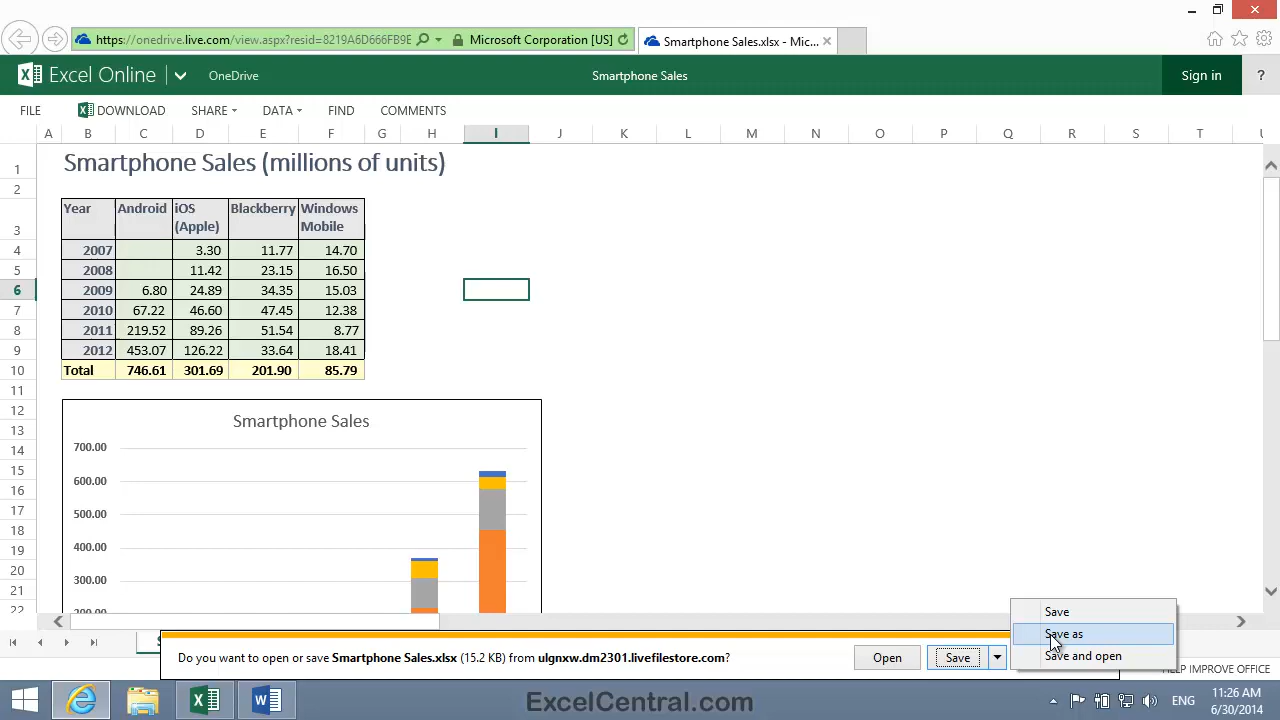 https://onedrive.live.com/view.aspx?resid=8219A6D666FB9E
Microsoft Corporation [US]
Smartphone Sales.xlsx - Mic...
Excel Online
OneDrive
Smartphone Sales
Sign in
?
FILE DOWNLOAD SHARE DATA FIND COMMENTS
A B C D E F G H I J K L M N O P Q R S T U
1 Smartphone Sales (millions of units)
2
3 Year Android iOS (Apple) Blackberry Windows Mobile
4 2007 3.30 11.77 14.70
5 2008 11.42 23.15 16.50
6 2009 6.80 24.89 34.35 15.03
7 2010 67.22 46.60 47.45 12.38
8 2011 219.52 89.26 51.54 8.77
9 2012 453.07 126.22 33.64 18.41
10 Total 746.61 301.69 201.90 85.79
11
12
13 Smartphone Sales
14 700.00
15
16 600.00
17 500.00
18
19 400.00
20
21 300.00
22 200.00
Save
Save as
Save and open
Do you want to open or save Smartphone Sales.xlsx (15.2 KB) from ulgnxw.dm2301.livefilestore.com?
Open Save
HELP IMPROVE OFFICE
ExcelCentral.com
ENG
11:26 AM
6/30/2014